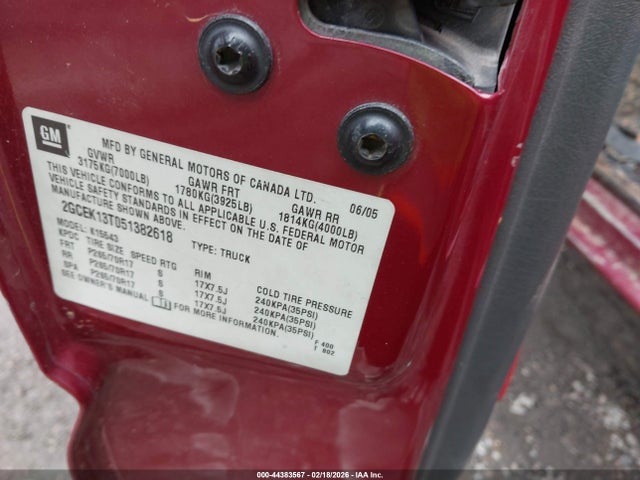 GM
MFD BY GENERAL MOTORS OF CANADA LTD. 06/05
GVWR GAWR FRT GAWR RR
3175KG(7000LB) 1780KG(3925LB) 1814KG(4000LB)
THIS VEHICLE CONFORMS TO ALL APPLICABLE U.S. FEDERAL MOTOR
VEHICLE SAFETY STANDARDS IN EFFECT ON THE DATE OF
MANUFACTURE SHOWN ABOVE.
2GCEK13T051382618 TYPE: TRUCK
MODEL: K15543
KPDC TIRE SIZE SPEED RTG RIM COLD TIRE PRESSURE
FRT P265/70R17 S 17X7.5J 240KPA(35PSI)
RR P265/70R17 S 17X7.5J 240KPA(35PSI)
SPA P265/70R17 S 17X7.5J 240KPA(35PSI)
SEE OWNER'S MANUAL FOR MORE INFORMATION.
F 400
T 802
000-44383567 - 02/18/2026 - IAA Inc.